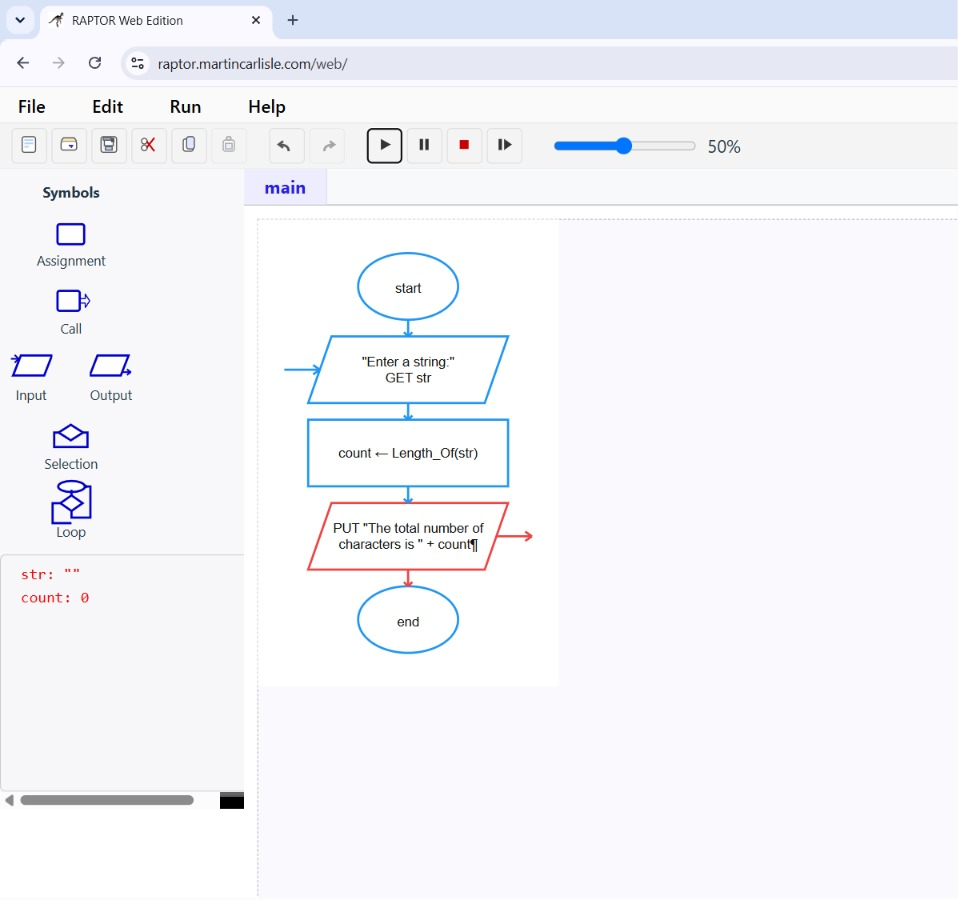 RAPTOR Web Edition
raptor.martincarlisle.com/web/
File Edit Run Help
50%
Symbols
main
Assignment
Call
Input Output
Selection
Loop
str: ""
count: 0
start
"Enter a string:"
GET str
count ← Length_Of(str)
PUT "The total number of
characters is " + count¶
end